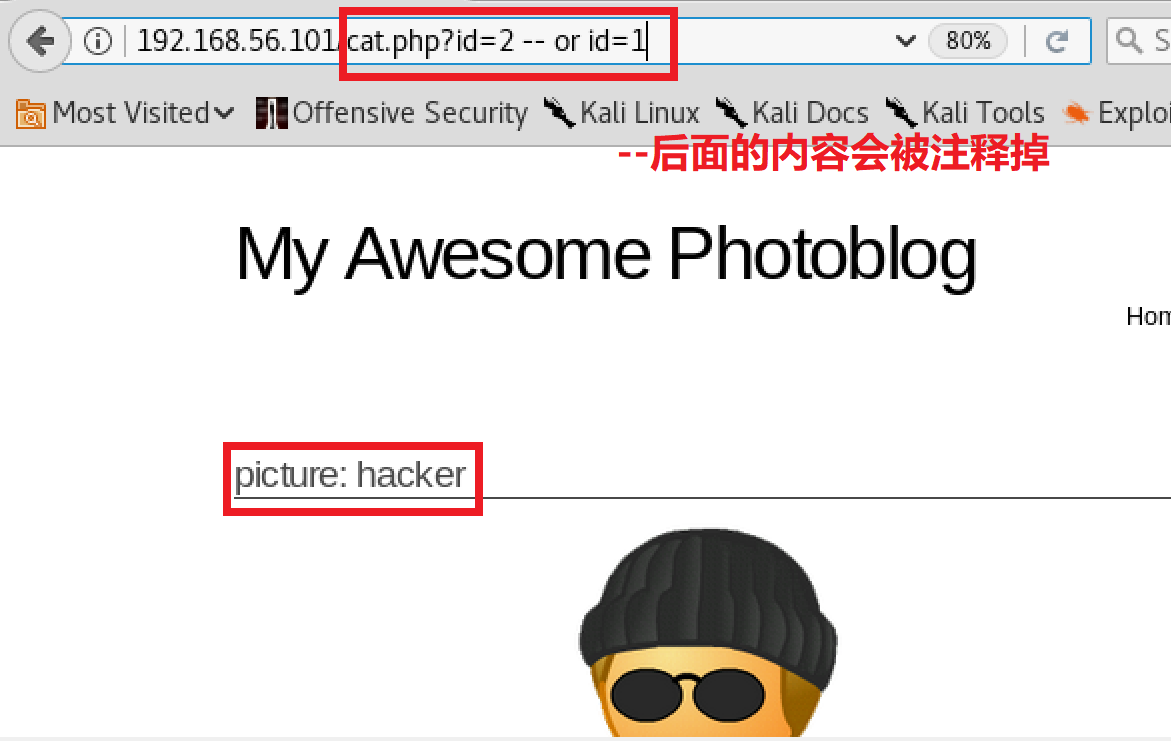 192.168.56.101/cat.php?id=2 -- or id=1 80% S
Most Visited Offensive Security Kali Linux Kali Docs Kali Tools Exploi
--后面的内容会被注释掉
My Awesome Photoblog
Hom
picture: hacker